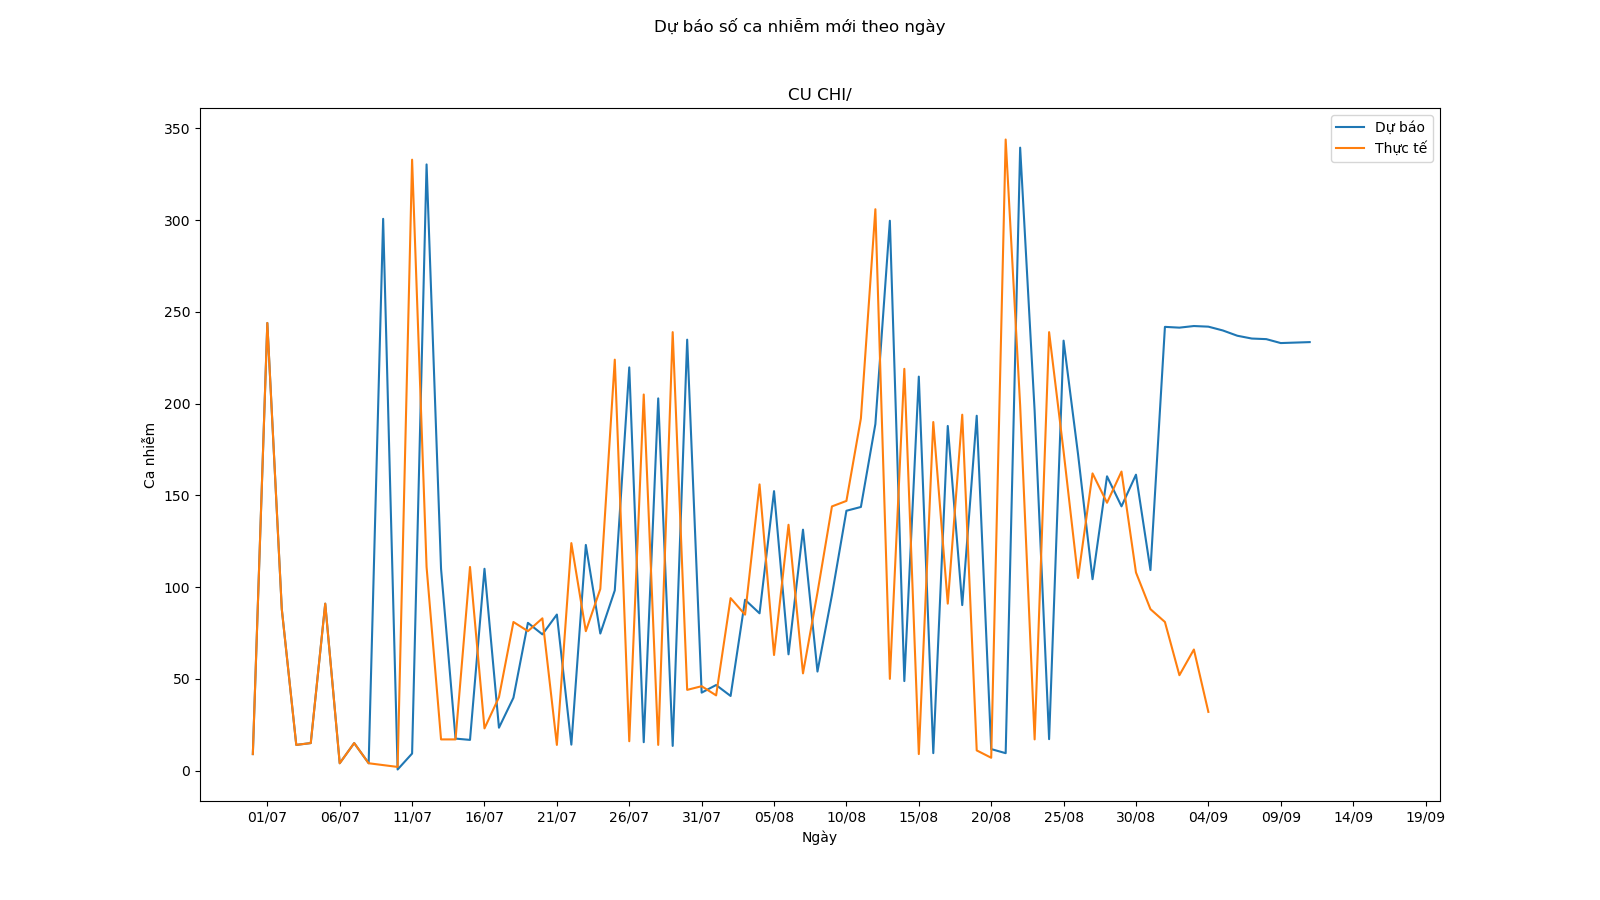 Dự báo số ca nhiễm mới theo ngày
CU CHI/
Dự báo
Thực tế
350
300
250
200
150
100
50
0
Ca nhiễm
01/07 06/07 11/07 16/07 21/07 26/07 31/07 05/08 10/08 15/08 20/08 25/08 30/08 04/09 09/09 14/09 19/09
Ngày